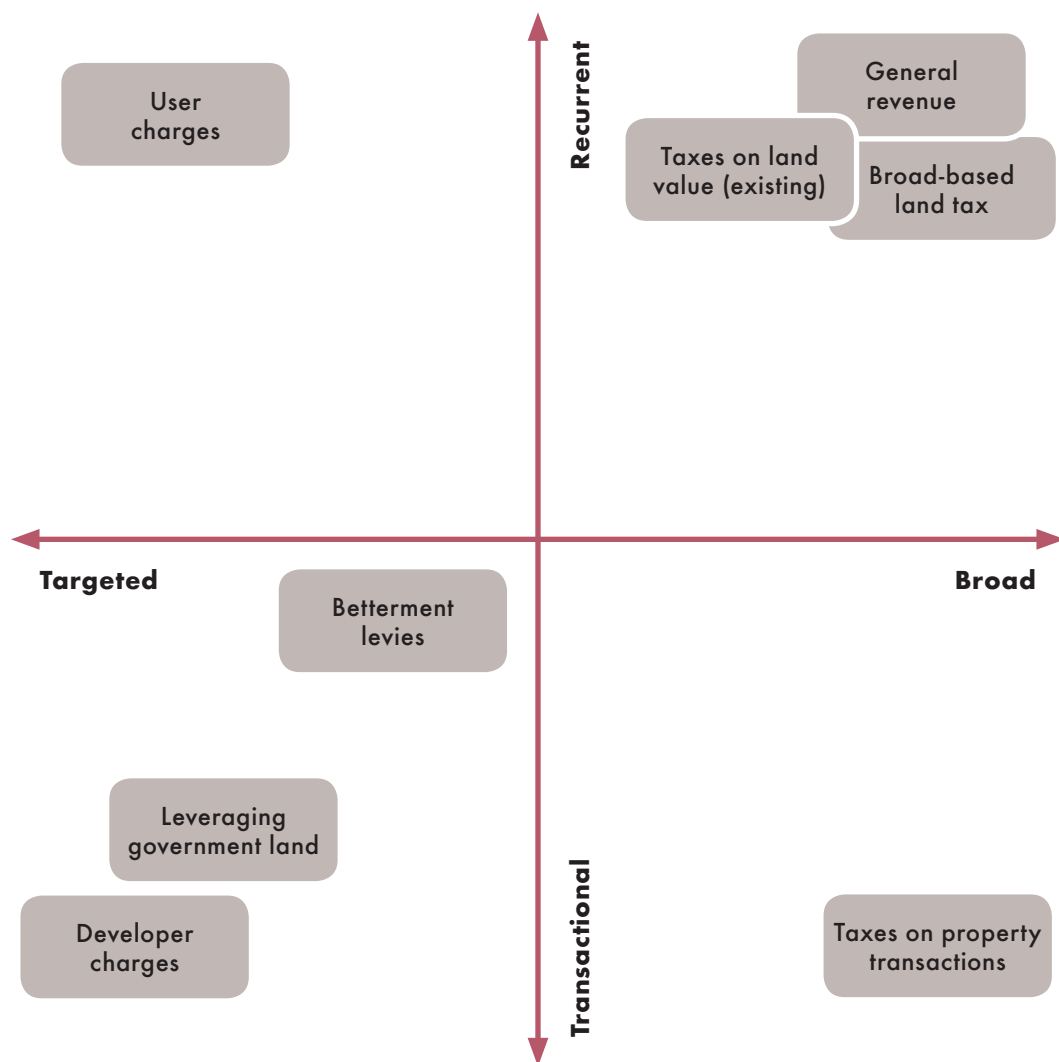 Recurrent
General
revenue
User
charges
Taxes on land
value (existing)
Broad-based
land tax
Targeted
Broad
Betterment
levies
Leveraging
government land
Transactional
Developer
charges
Taxes on property
transactions